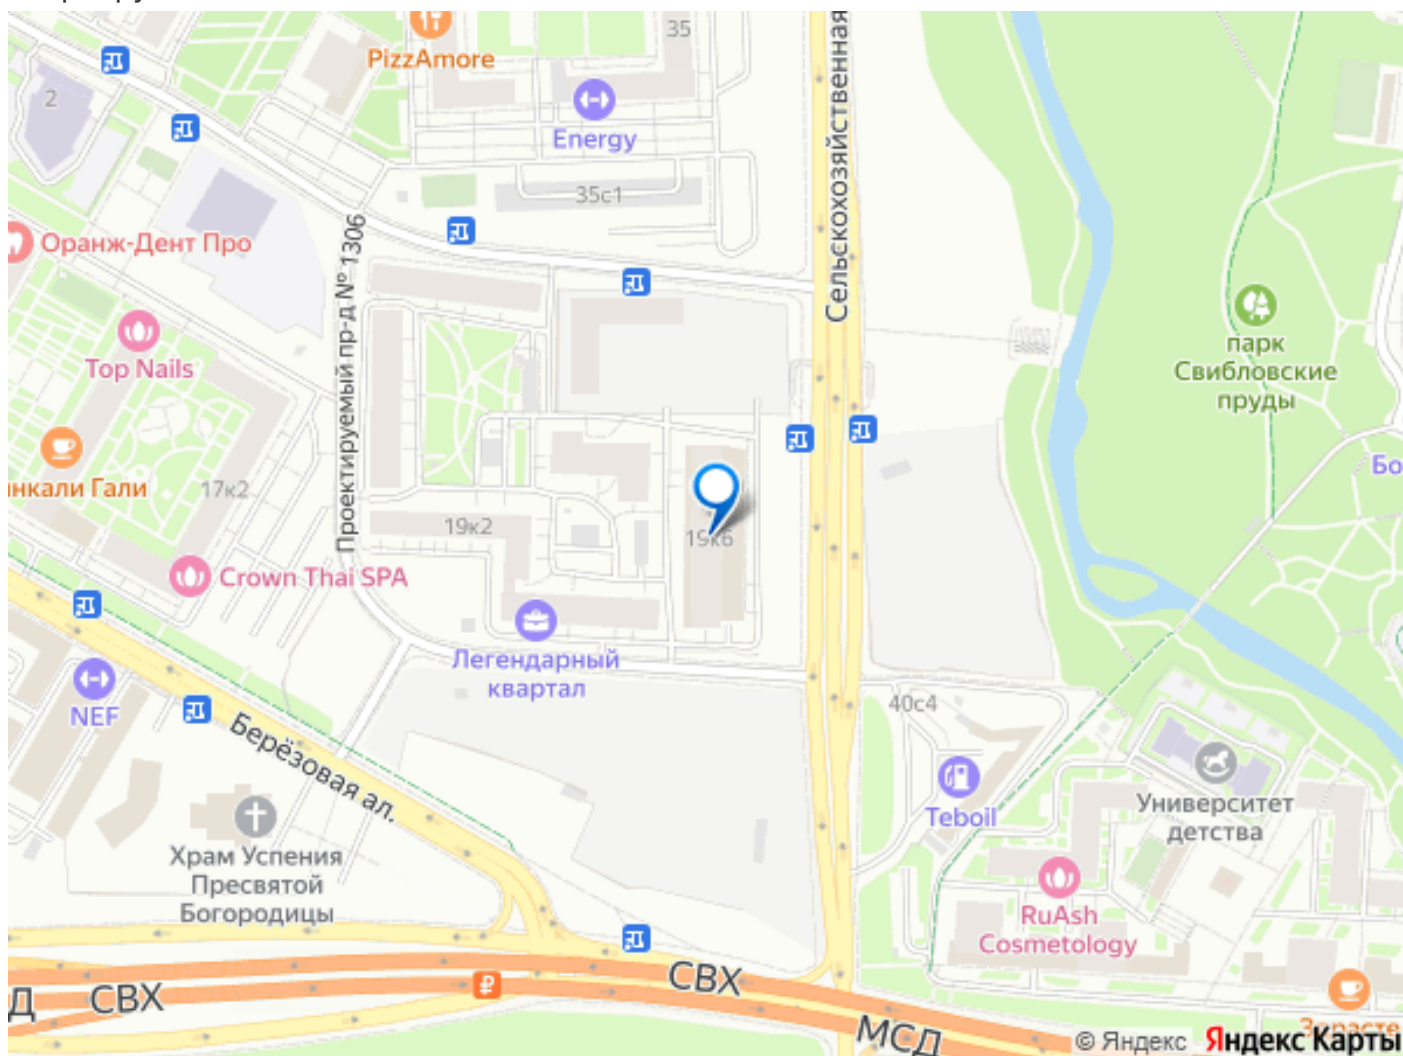 35
PizzAmore
2
Energy
35с1
Сельскохозяйственная
Оранж-Дент Про
Проектируемый пр-д № 1306
парк
Свибловские
пруды
Top Nails
нкали Гали
17к2
19к2
19к6
Бо
Crown Thai SPA
Легендарный
квартал
NEF
40с4
Берёзовая ал.
Teboil
Университет
детства
Храм Успения
Пресвятой
Богородицы
RuAsh
Cosmetology
СВХ
Д
СВХ
МСД
© Яндекс
Яндекс Карты